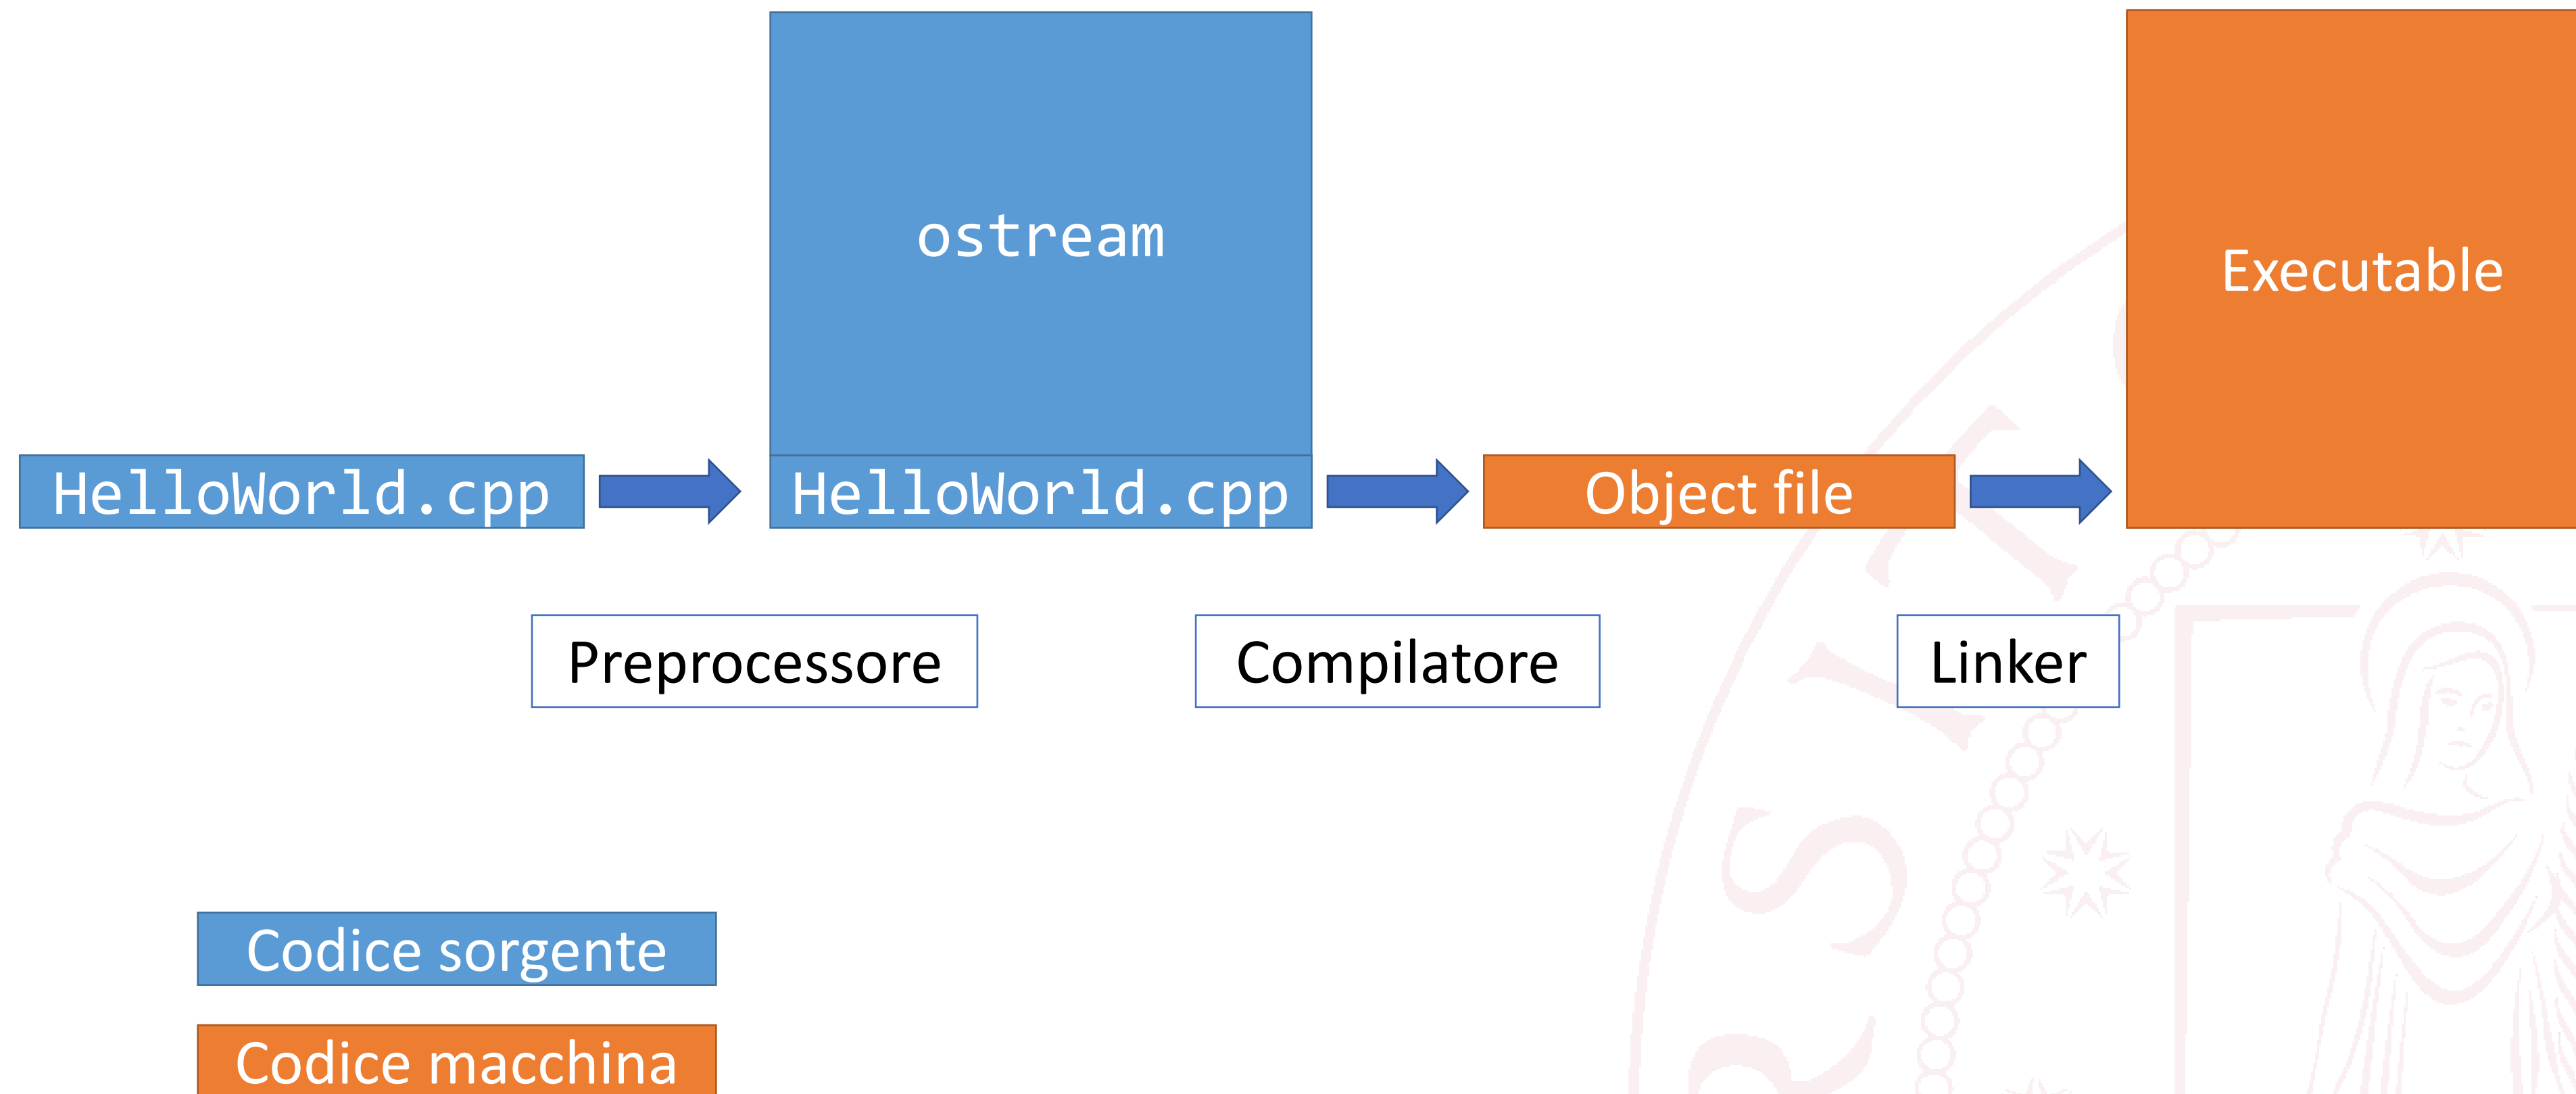 ostream
Executable
HelloWorld.cpp
HelloWorld.cpp
Object file
Preprocessore
Compilatore
Linker
Codice sorgente
Codice macchina